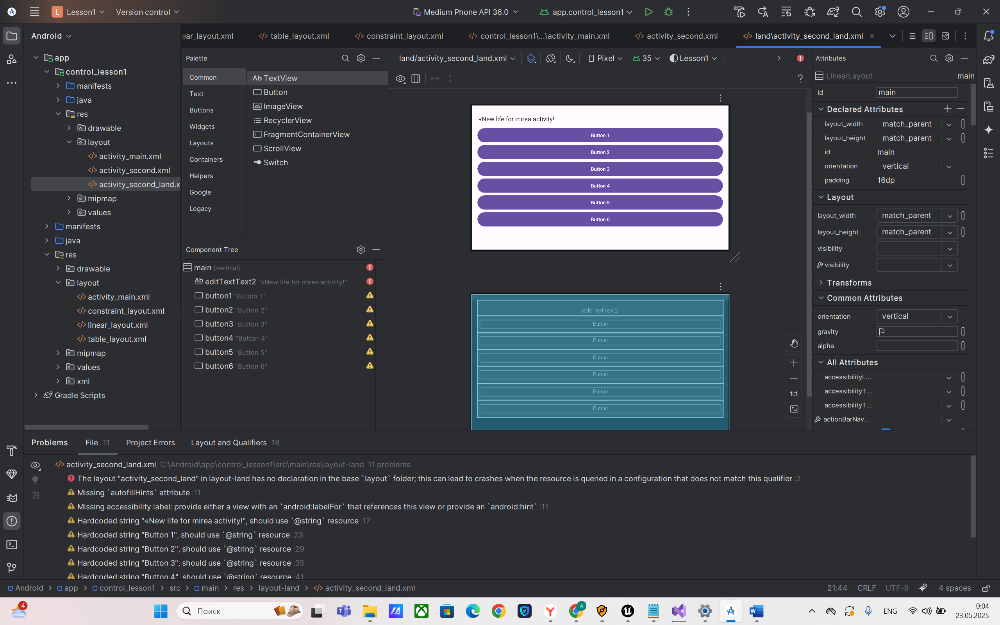 L Lesson1 Version control Medium Phone API 36.0 app.control_lesson1
Android
ear_layout.xml table_layout.xml constraint_layout.xml control_lesson1\...\activity_main.xml activity_second.xml land\activity_second_land.xml
app
control_lesson1
manifests
java
res
drawable
layout
activity_main.xml
activity_second.xml
activity_second_land.x
mipmap
values
manifests
java
res
drawable
layout
activity_main.xml
constraint_layout.xml
linear_layout.xml
table_layout.xml
mipmap
values
xml
Gradle Scripts
Palette
Common
Text
Buttons
Widgets
Layouts
Containers
Helpers
Google
Legacy
Ab TextView
Button
ImageView
RecyclerView
FragmentContainerView
ScrollView
Switch
Component Tree
main (vertical)
Ab editTextText2 "«New life for mirea activity!"
button1 "Button 1"
button2 "Button 2"
button3 "Button 3"
button4 "Button 4"
button5 "Button 5"
button6 "Button 6"
land/activity_second_land.xml Pixel 35 Lesson1
?
«New life for mirea activity!
Button 1
Button 2
Button 3
Button 4
Button 5
Button 6
editTextText2
Button
Button
Button
Button
Button
Button
1:1
Attributes
LinearLayout main
id main
Declared Attributes
layout_width match_parent
layout_height match_parent
id main
orientation vertical
padding 16dp
Layout
layout_width match_parent
layout_height match_parent
visibility
visibility
Transforms
Common Attributes
orientation vertical
gravity
alpha
All Attributes
accessibilityL...
accessibilityT...
accessibilityT...
actionBarNav...
Problems File 11 Project Errors Layout and Qualifiers 18
activity_second_land.xml C:\Android\app\control_lesson1\src\main\res\layout-land 11 problems
The layout "activity_second_land" in layout-land has no declaration in the base `layout` folder; this can lead to crashes when the resource is queried in a configuration that does not match this qualifier :2
Missing `autofillHints` attribute :11
Missing accessibility label: provide either a view with an `android:labelFor` that references this view or provide an `android:hint` :11
Hardcoded string "«New life for mirea activity!", should use `@string` resource :17
Hardcoded string "Button 1", should use `@string` resource :23
Hardcoded string "Button 2", should use `@string` resource :29
Hardcoded string "Button 3", should use `@string` resource :35
Hardcoded string "Button 4", should use `@string` resource :41
Android > app > control_lesson1 > src > main > res > layout-land > activity_second_land.xml 21:44 CRLF UTF-8 4 spaces
4 Поиск A ENG 0:04
23.05.2025